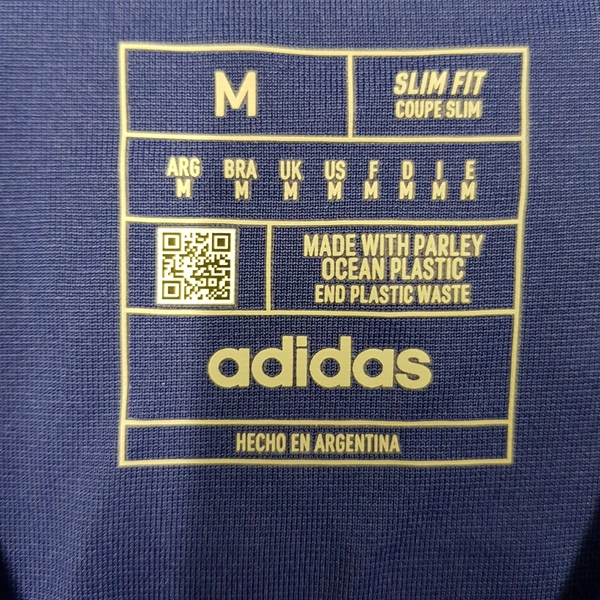 M
SLIM FIT
COUPE SLIM
ARG BRA UK US F D I E
M M M M M M M M
MADE WITH PARLEY
OCEAN PLASTIC
END PLASTIC WASTE
adidas
HECHO EN ARGENTINA